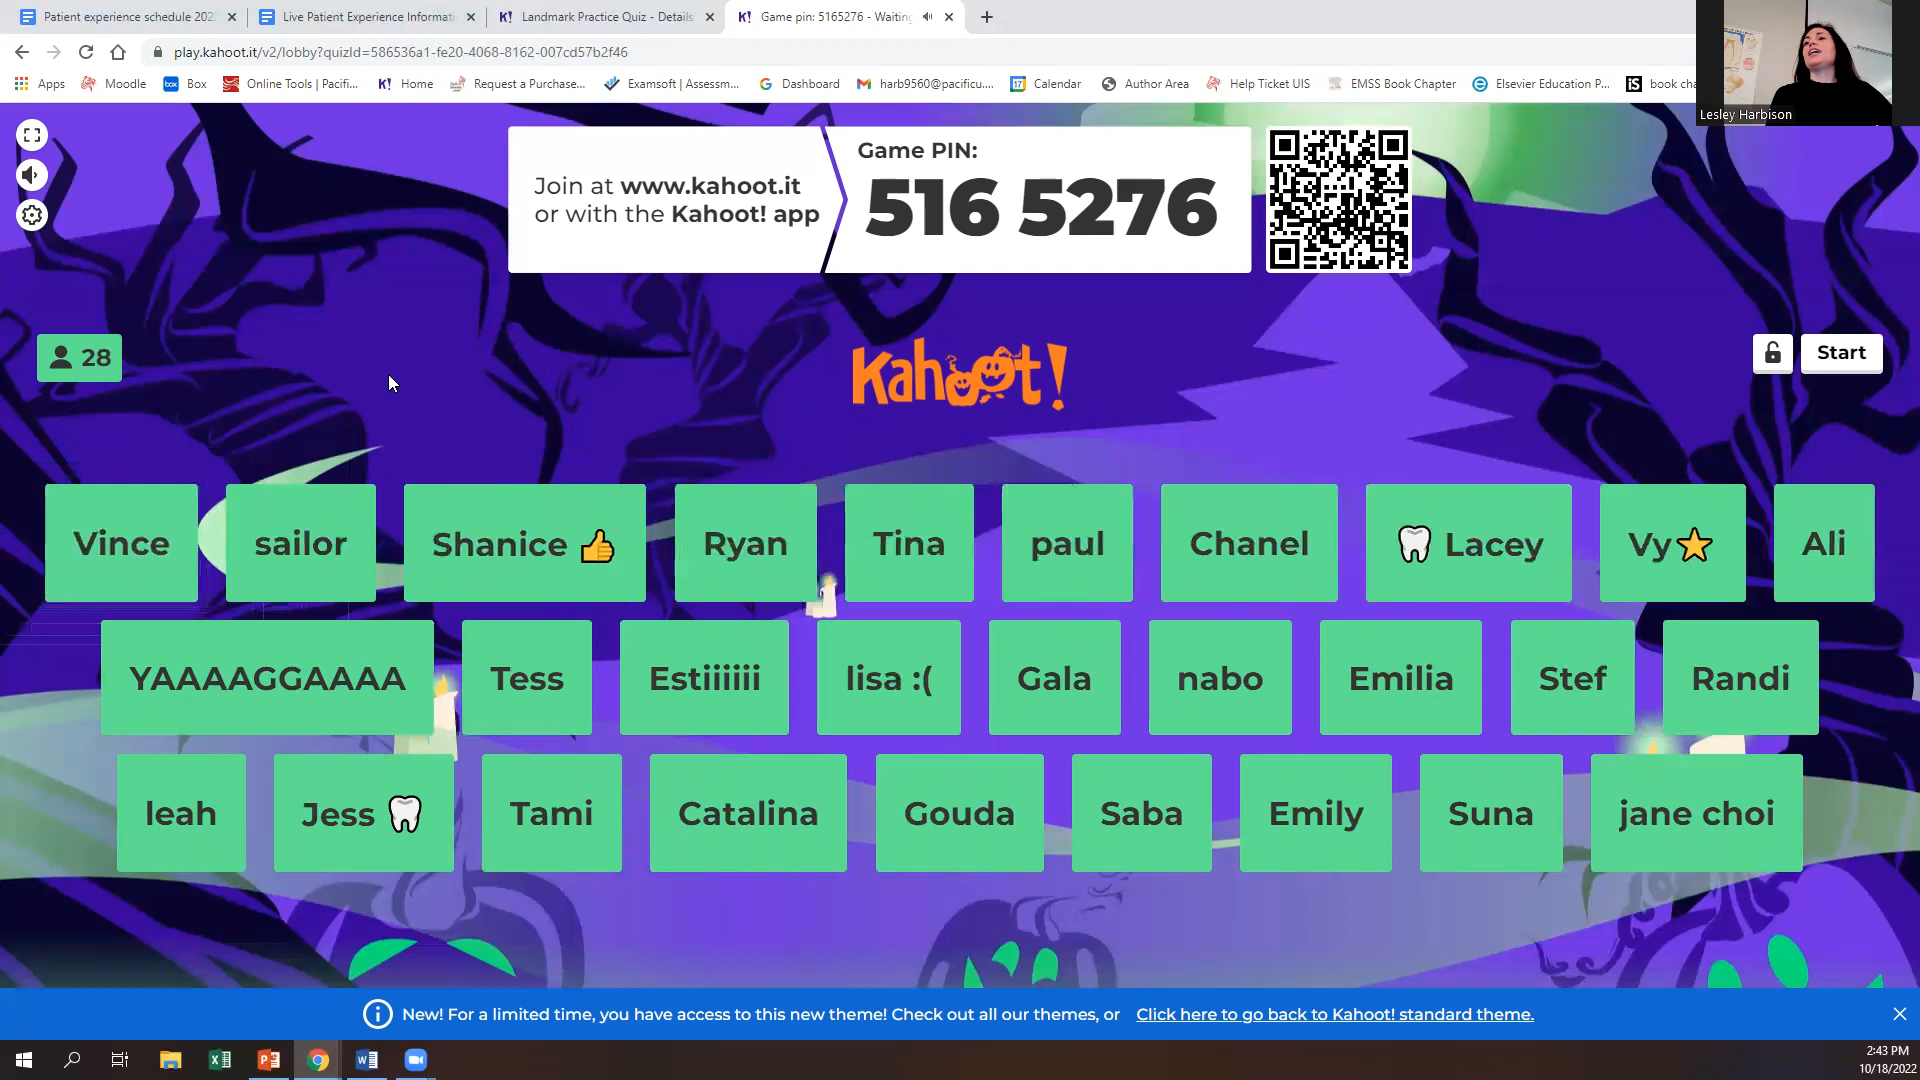 Patient experience schedule 202
Live Patient Experience Informati
Landmark Practice Quiz - Details
Game pin: 5165276 - Waiting
play.kahoot.it/v2/lobby?quizId=586536a1-fe20-4068-8162-007cd57b2f46
Apps Moodle Box Online Tools | Pacifi... K! Home Request a Purchase... Examsoft | Assessm... Dashboard harb9560@pacificu.... Calendar Author Area Help Ticket UIS EMSS Book Chapter Elsevier Education P... book cha
Lesley Harbison
Join at www.kahoot.it
or with the Kahoot! app
Game PIN:
516 5276
28
Kahoot!
Start
Vince sailor Shanice 👍 Ryan Tina paul Chanel 🦷 Lacey Vy⭐ Ali
YAAAAGGAAAA Tess Estiiiiii lisa :( Gala nabo Emilia Stef Randi
leah Jess 🦷 Tami Catalina Gouda Saba Emily Suna jane choi
New! For a limited time, you have access to this new theme! Check out all our themes, or Click here to go back to Kahoot! standard theme.
2:43 PM
10/18/2022